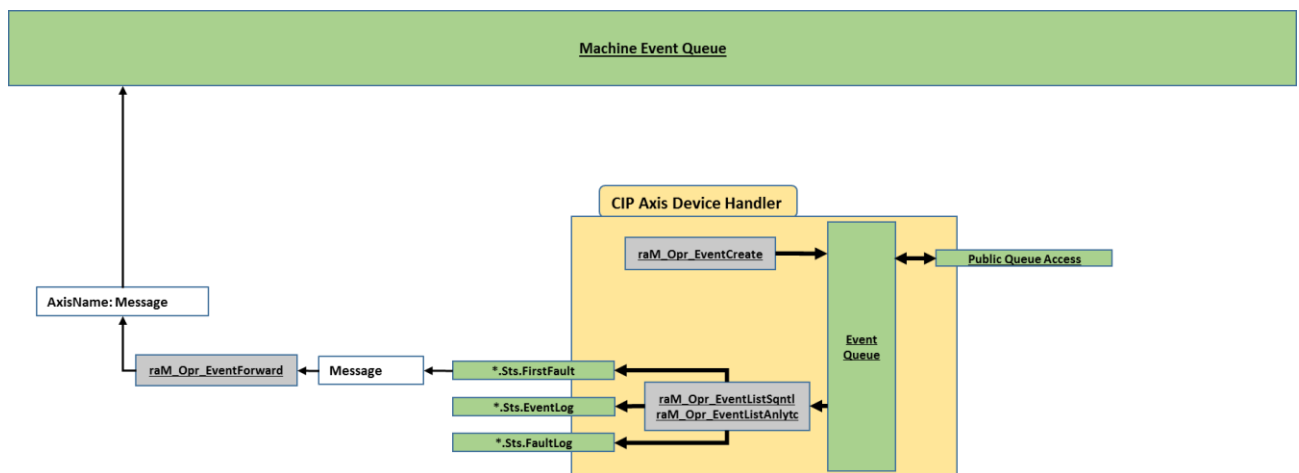 Machine Event Queue
CIP Axis Device Handler
raM_Opr_EventCreate
Public Queue Access
AxisName: Message
Event
Queue
raM_Opr_EventForward
Message
*.Sts.FirstFault
*.Sts.EventLog
*.Sts.FaultLog
raM_Opr_EventListSqntl
raM_Opr_EventListAnlytc